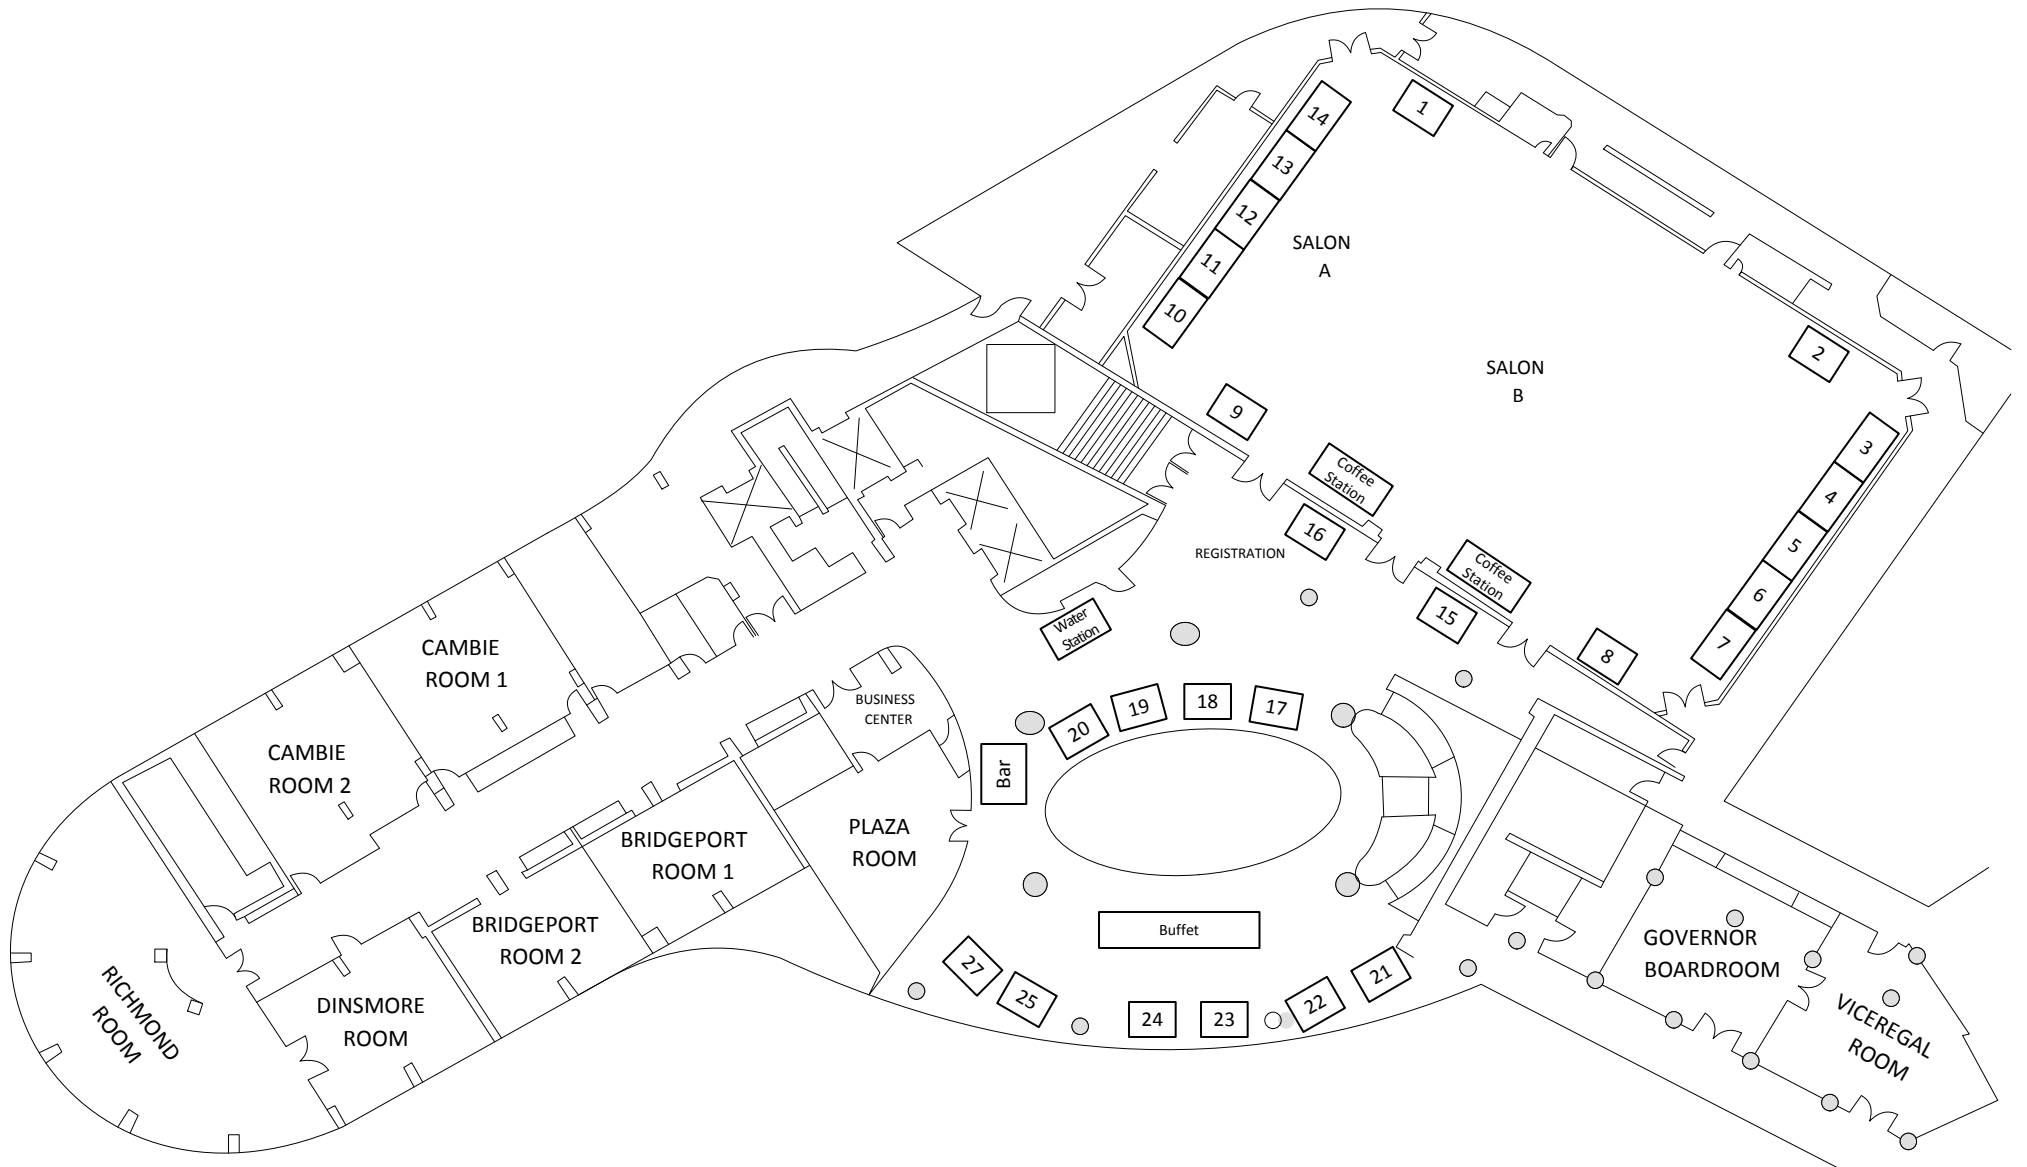 1
14
13
12
11
10
SALON
A
2
SALON
B
9
3
4
5
6
7
Coffee
Station
16
REGISTRATION
Coffee
Station
15
8
Water
Station
CAMBIE
ROOM 1
BUSINESS
CENTER
20
19
18
17
CAMBIE
ROOM 2
Bar
BRIDGEPORT
ROOM 1
PLAZA
ROOM
BRIDGEPORT
ROOM 2
Buffet
GOVERNOR
BOARDROOM
RICHMOND
ROOM
DINSMORE
ROOM
27
25
24
23
22
21
VICEREGAL
ROOM